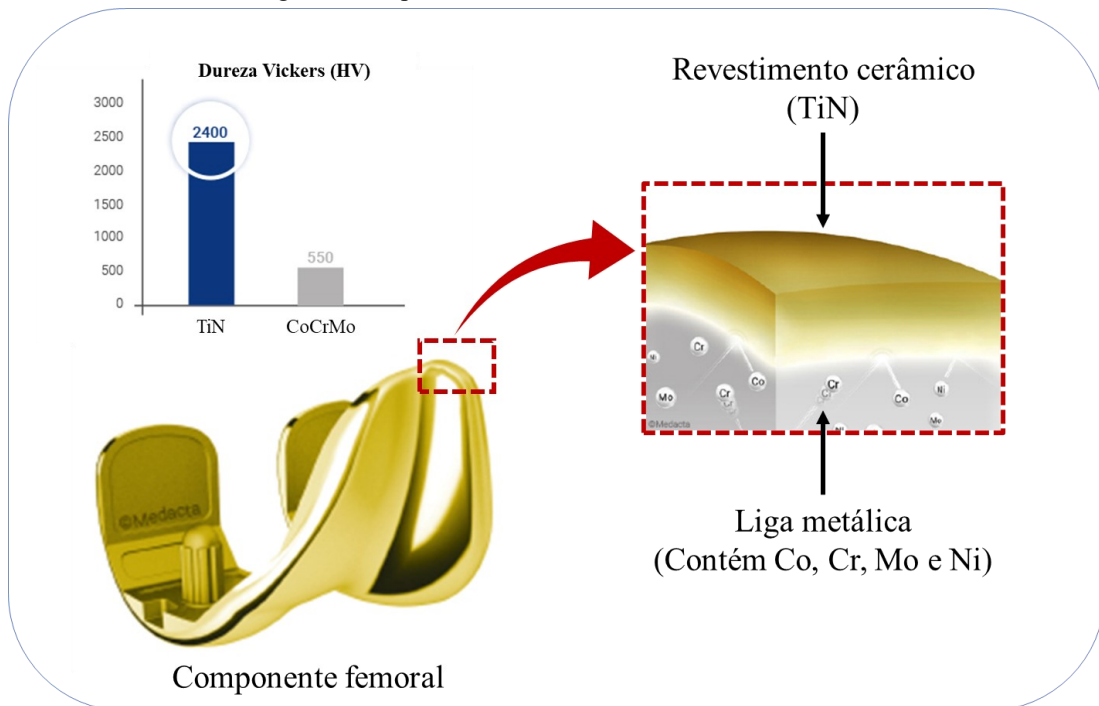 Dureza Vickers (HV)
3000
2500
2000
1500
1000
500
0
2400
550
TiN
CoCrMo
Revestimento cerâmico
(TiN)
Ni
Cr
Co
Mo
Cr
Cr
Cr
Co
Ni
Mo
©Medacta
Liga metálica
(Contém Co, Cr, Mo e Ni)
©Medacta
Componente femoral